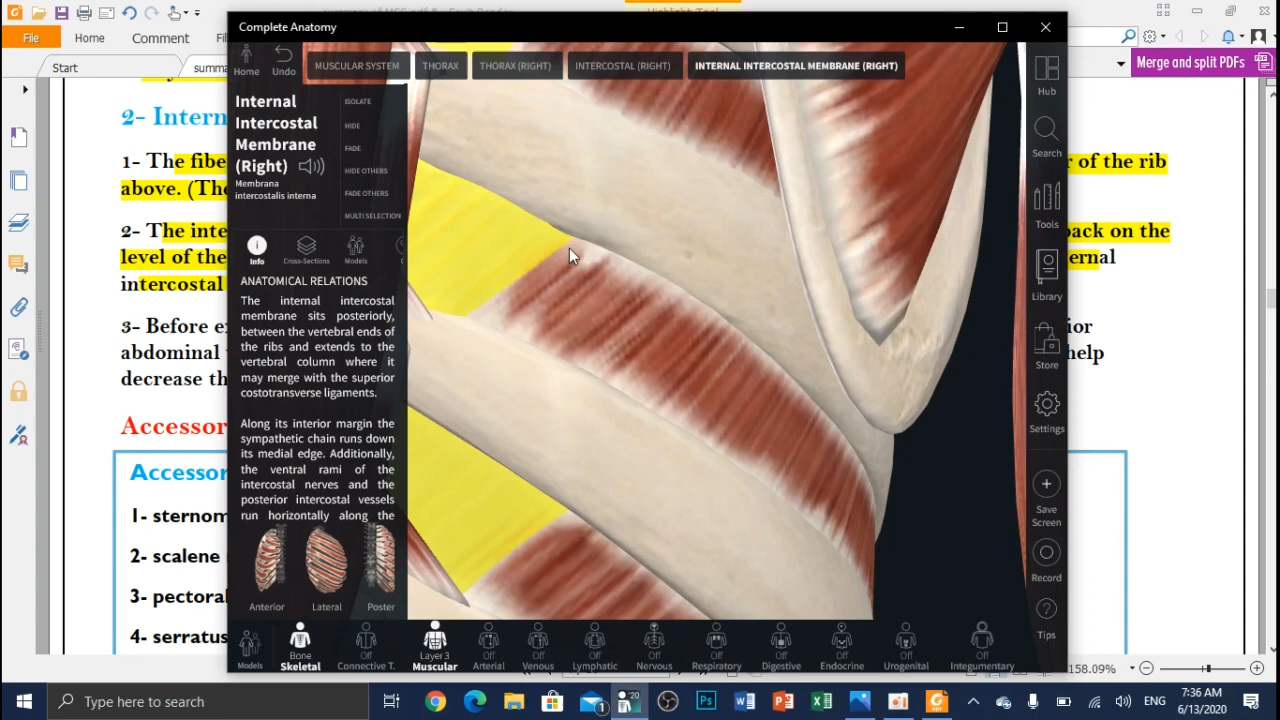 Complete Anatomy
File
Home
Comment
Merge and split PDFs
Start
summa
Home
Undo
MUSCULAR SYSTEM
THORAX
THORAX (RIGHT)
INTERCOSTAL (RIGHT)
INTERNAL INTERCOSTAL MEMBRANE (RIGHT)
Internal
Intercostal
Membrane
(Right)
Membrana
intercostalis interna
ISOLATE
HIDE
FADE
HIDE OTHERS
FADE OTHERS
MULTI SELECTION
Info
Cross-Sections
Models
ANATOMICAL RELATIONS
The internal intercostal
membrane sits posteriorly,
between the vertebral ends of
the ribs and extends to the
vertebral column where it
may merge with the superior
costotransverse ligaments.
Along its interior margin the
sympathetic chain runs down
its medial edge. Additionally,
the ventral rami of the
intercostal nerves and the
posterior intercostal vessels
run horizontally along the
Anterior
Lateral
Poster
Hub
Search
Tools
Library
Store
Settings
Save
Screen
Record
Tips
Models
Bone
Skeletal
Off
Connective T.
Layer 3
Muscular
Off
Arterial
Off
Venous
Off
Lymphatic
Off
Nervous
Off
Respiratory
Off
Digestive
Off
Endocrine
Off
Urogenital
Off
Integumentary
2- Intern
1- The fibe
r of the rib
above. (Th
2- The inte
back on the
level of the
ernal
intercostal
3- Before e
ior
abdominal
help
decrease th
Accessor
Accessor
1- sternom
2- scalene
3- pectoral
4- serratus
158.09%
Type here to search
ENG
7:36 AM
6/13/2020